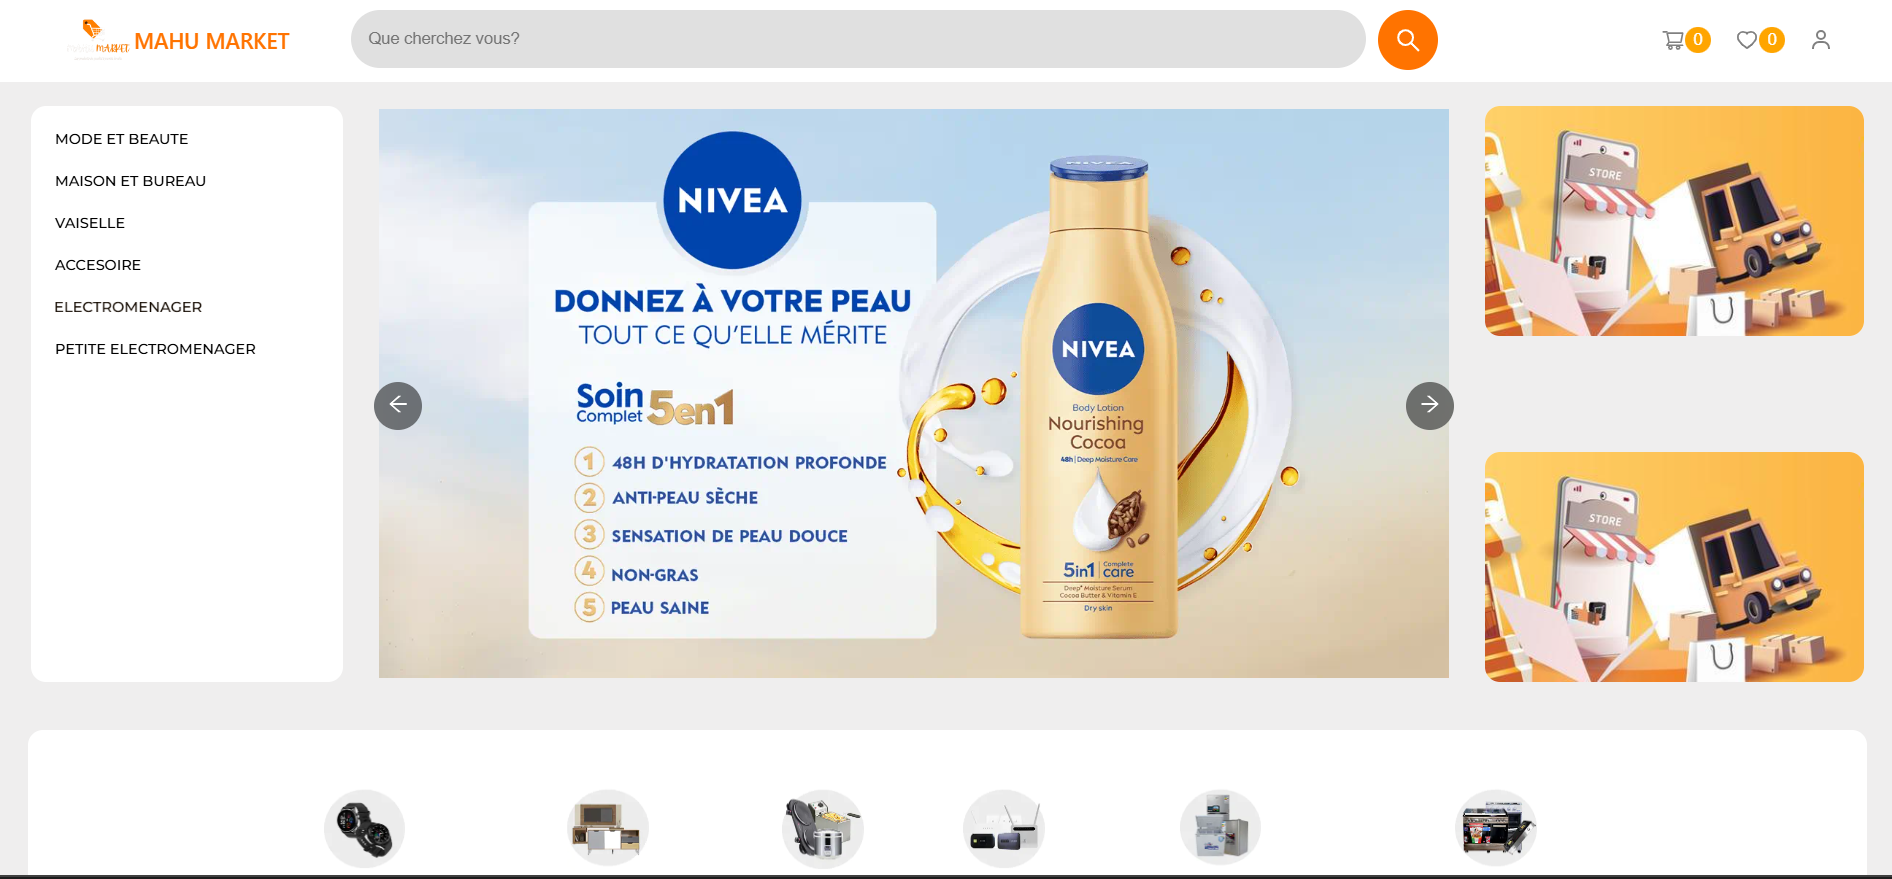 MARKET
MAHU MARKET
Que cherchez vous?
0
0
MODE ET BEAUTE
MAISON ET BUREAU
VAISELLE
ACCESOIRE
ELECTROMENAGER
PETITE ELECTROMENAGER
NIVEA
DONNEZ À VOTRE PEAU
TOUT CE QU'ELLE MÉRITE
Soin
Complet 5en1
1 48H D'HYDRATATION PROFONDE
2 ANTI-PEAU SÈCHE
3 SENSATION DE PEAU DOUCE
4 NON-GRAS
5 PEAU SAINE
NIVEA
NIVEA
Body Lotion
Nourishing
Cocoa
48h | Deep Moisture Care
5in1 Complete
care
Deep+ Moisture Serum
Cocoa Butter & Vitamin E
Dry skin
STORE
STORE